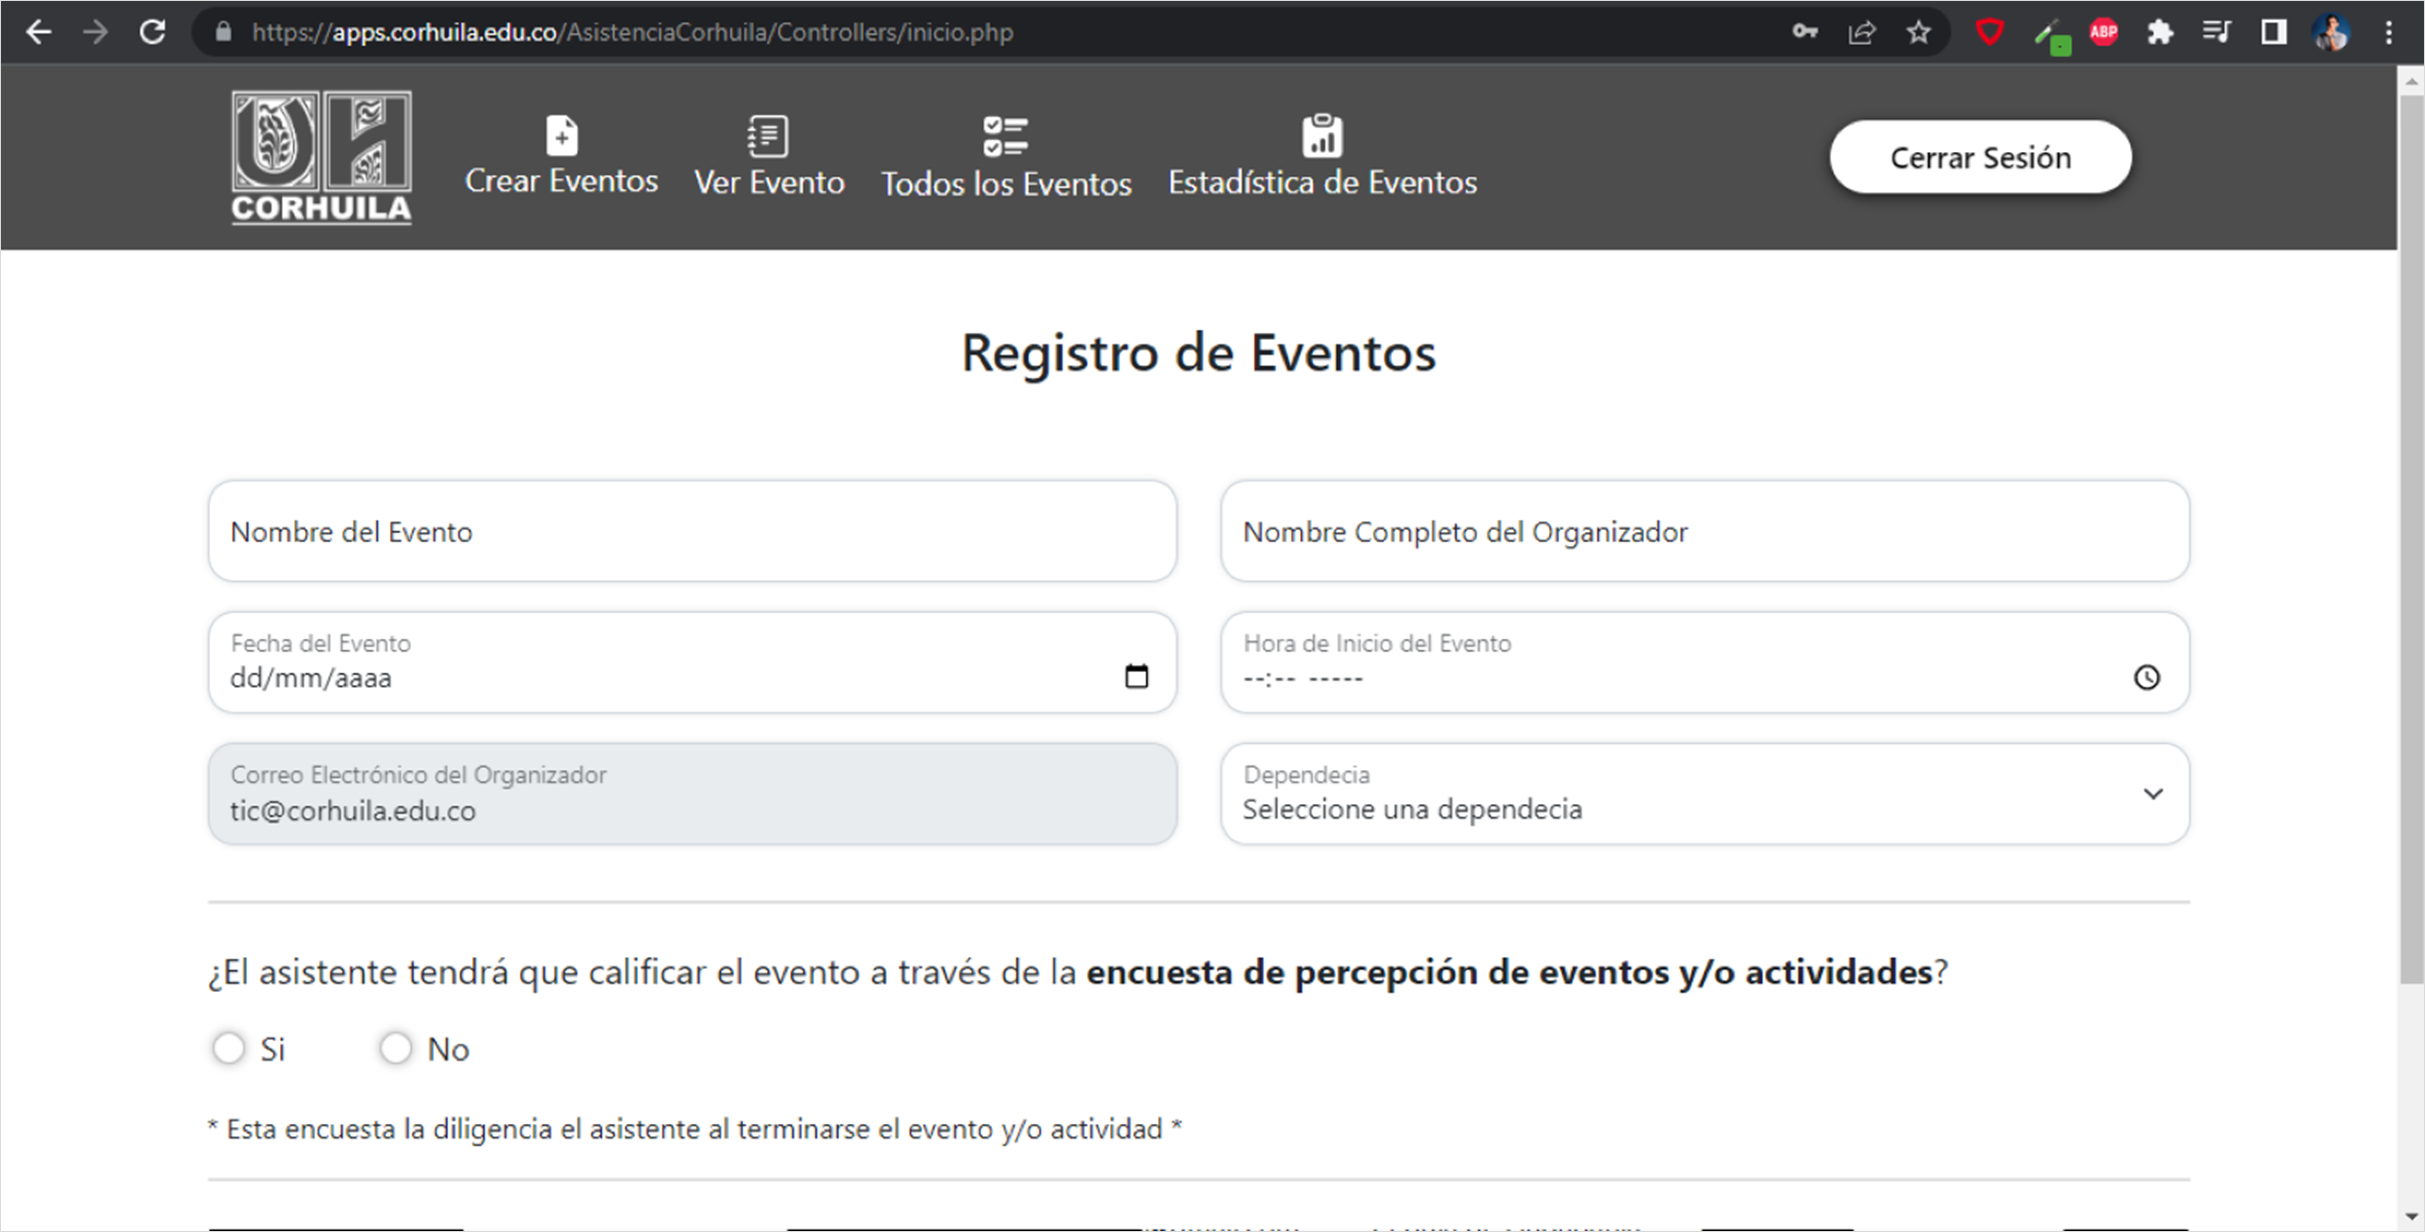 https://apps.corhuila.edu.co/AsistenciaCorhuila/Controllers/inicio.php
ABP
UH
CORHUILA
Crear Eventos
Ver Evento
Todos los Eventos
Estadística de Eventos
Cerrar Sesión
Registro de Eventos
Nombre del Evento
Nombre Completo del Organizador
Fecha del Evento
dd/mm/aaaa
Hora de Inicio del Evento
--:-- -----
Correo Electrónico del Organizador
tic@corhuila.edu.co
Dependecia
Seleccione una dependecia
¿El asistente tendrá que calificar el evento a través de la encuesta de percepción de eventos y/o actividades?
Si
No
* Esta encuesta la diligencia el asistente al terminarse el evento y/o actividad *